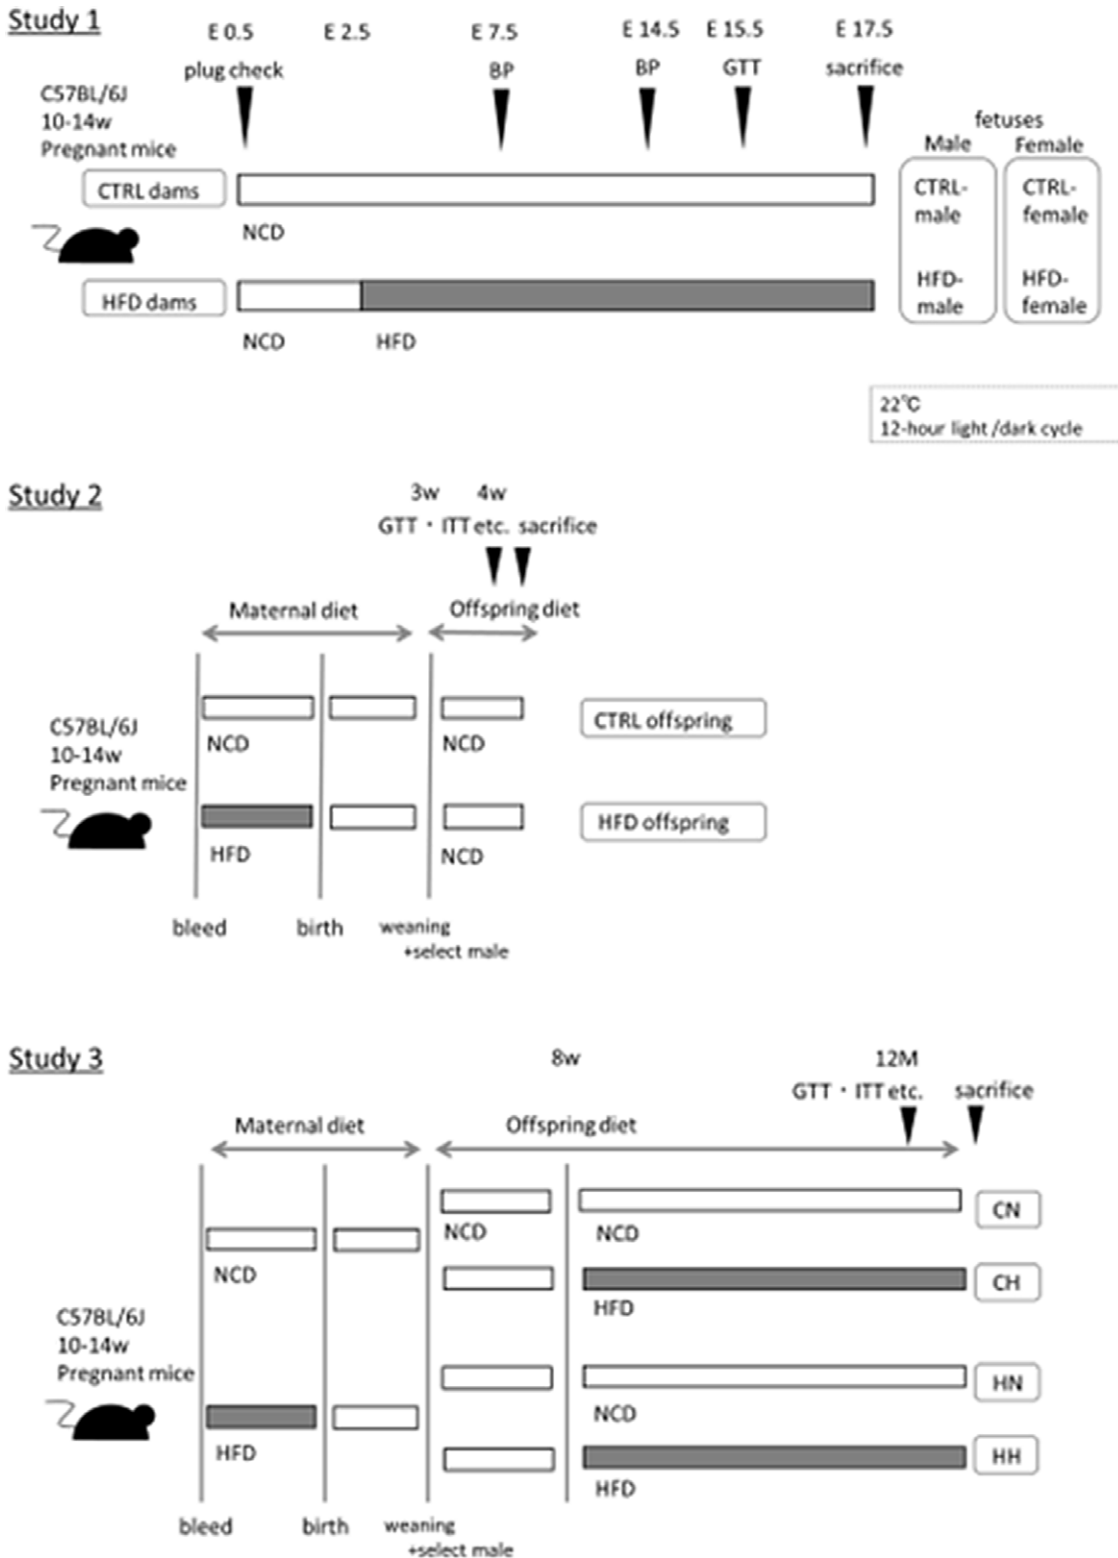 Study 1
E 0.5 E 2.5 E 7.5 E 14.5 E 15.5 E 17.5
plug check BP BP GTT sacrifice
C57BL/6J
10-14w
Pregnant mice
fetuses
Male Female
CTRL dams
CTRL-
male
CTRL-
female
NCD
HFD dams
HFD-
male
HFD-
female
NCD HFD
22℃
12-hour light /dark cycle
Study 2
3w 4w
GTT・ITT etc. sacrifice
Maternal diet Offspring diet
C57BL/6J
10-14w
Pregnant mice
NCD NCD
CTRL offspring
HFD NCD
HFD offspring
bleed birth weaning
+select male
Study 3
8w 12M
GTT・ITT etc. sacrifice
Maternal diet Offspring diet
NCD NCD CN
NCD
HFD CH
C57BL/6J
10-14w
Pregnant mice
NCD HN
HFD
HFD HH
bleed birth weaning
+select male